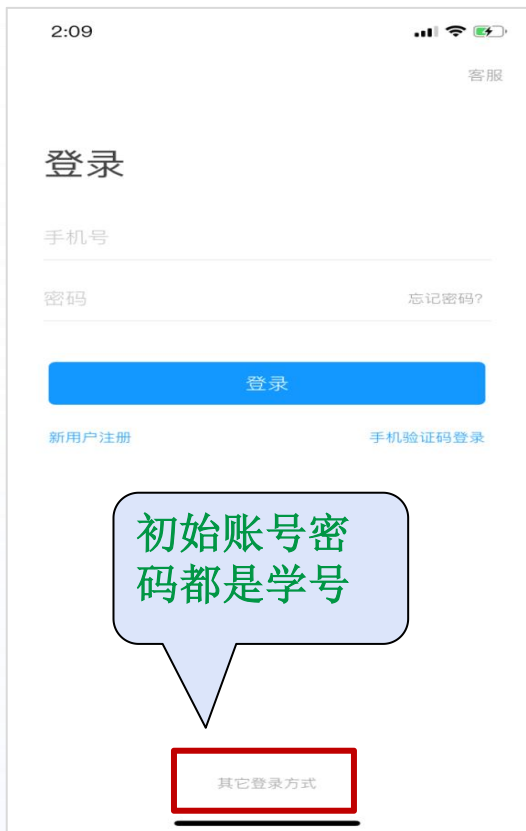 2:09
客服
登录
手机号
密码
忘记密码?
登录
新用户注册
手机验证码登录
初始账号密
码都是学号
其它登录方式